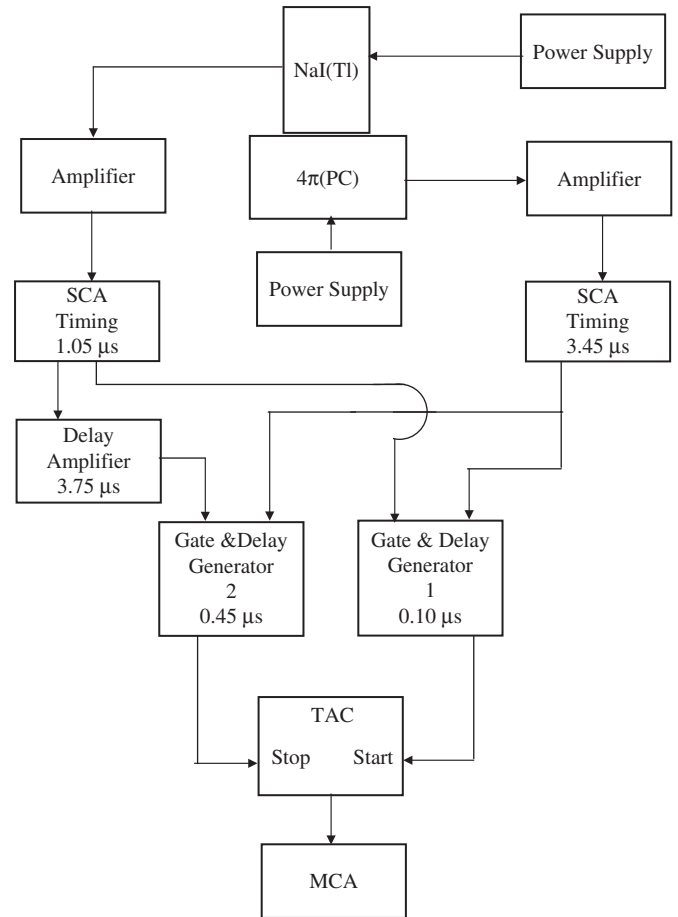 NaI(Tl)
Power Supply
Amplifier
4π(PC)
Amplifier
Power Supply
SCA
Timing
1.05 μs
SCA
Timing
3.45 μs
Delay
Amplifier
3.75 μs
Gate &Delay
Generator
2
0.45 μs
Gate & Delay
Generator
1
0.10 μs
TAC
Stop
Start
MCA